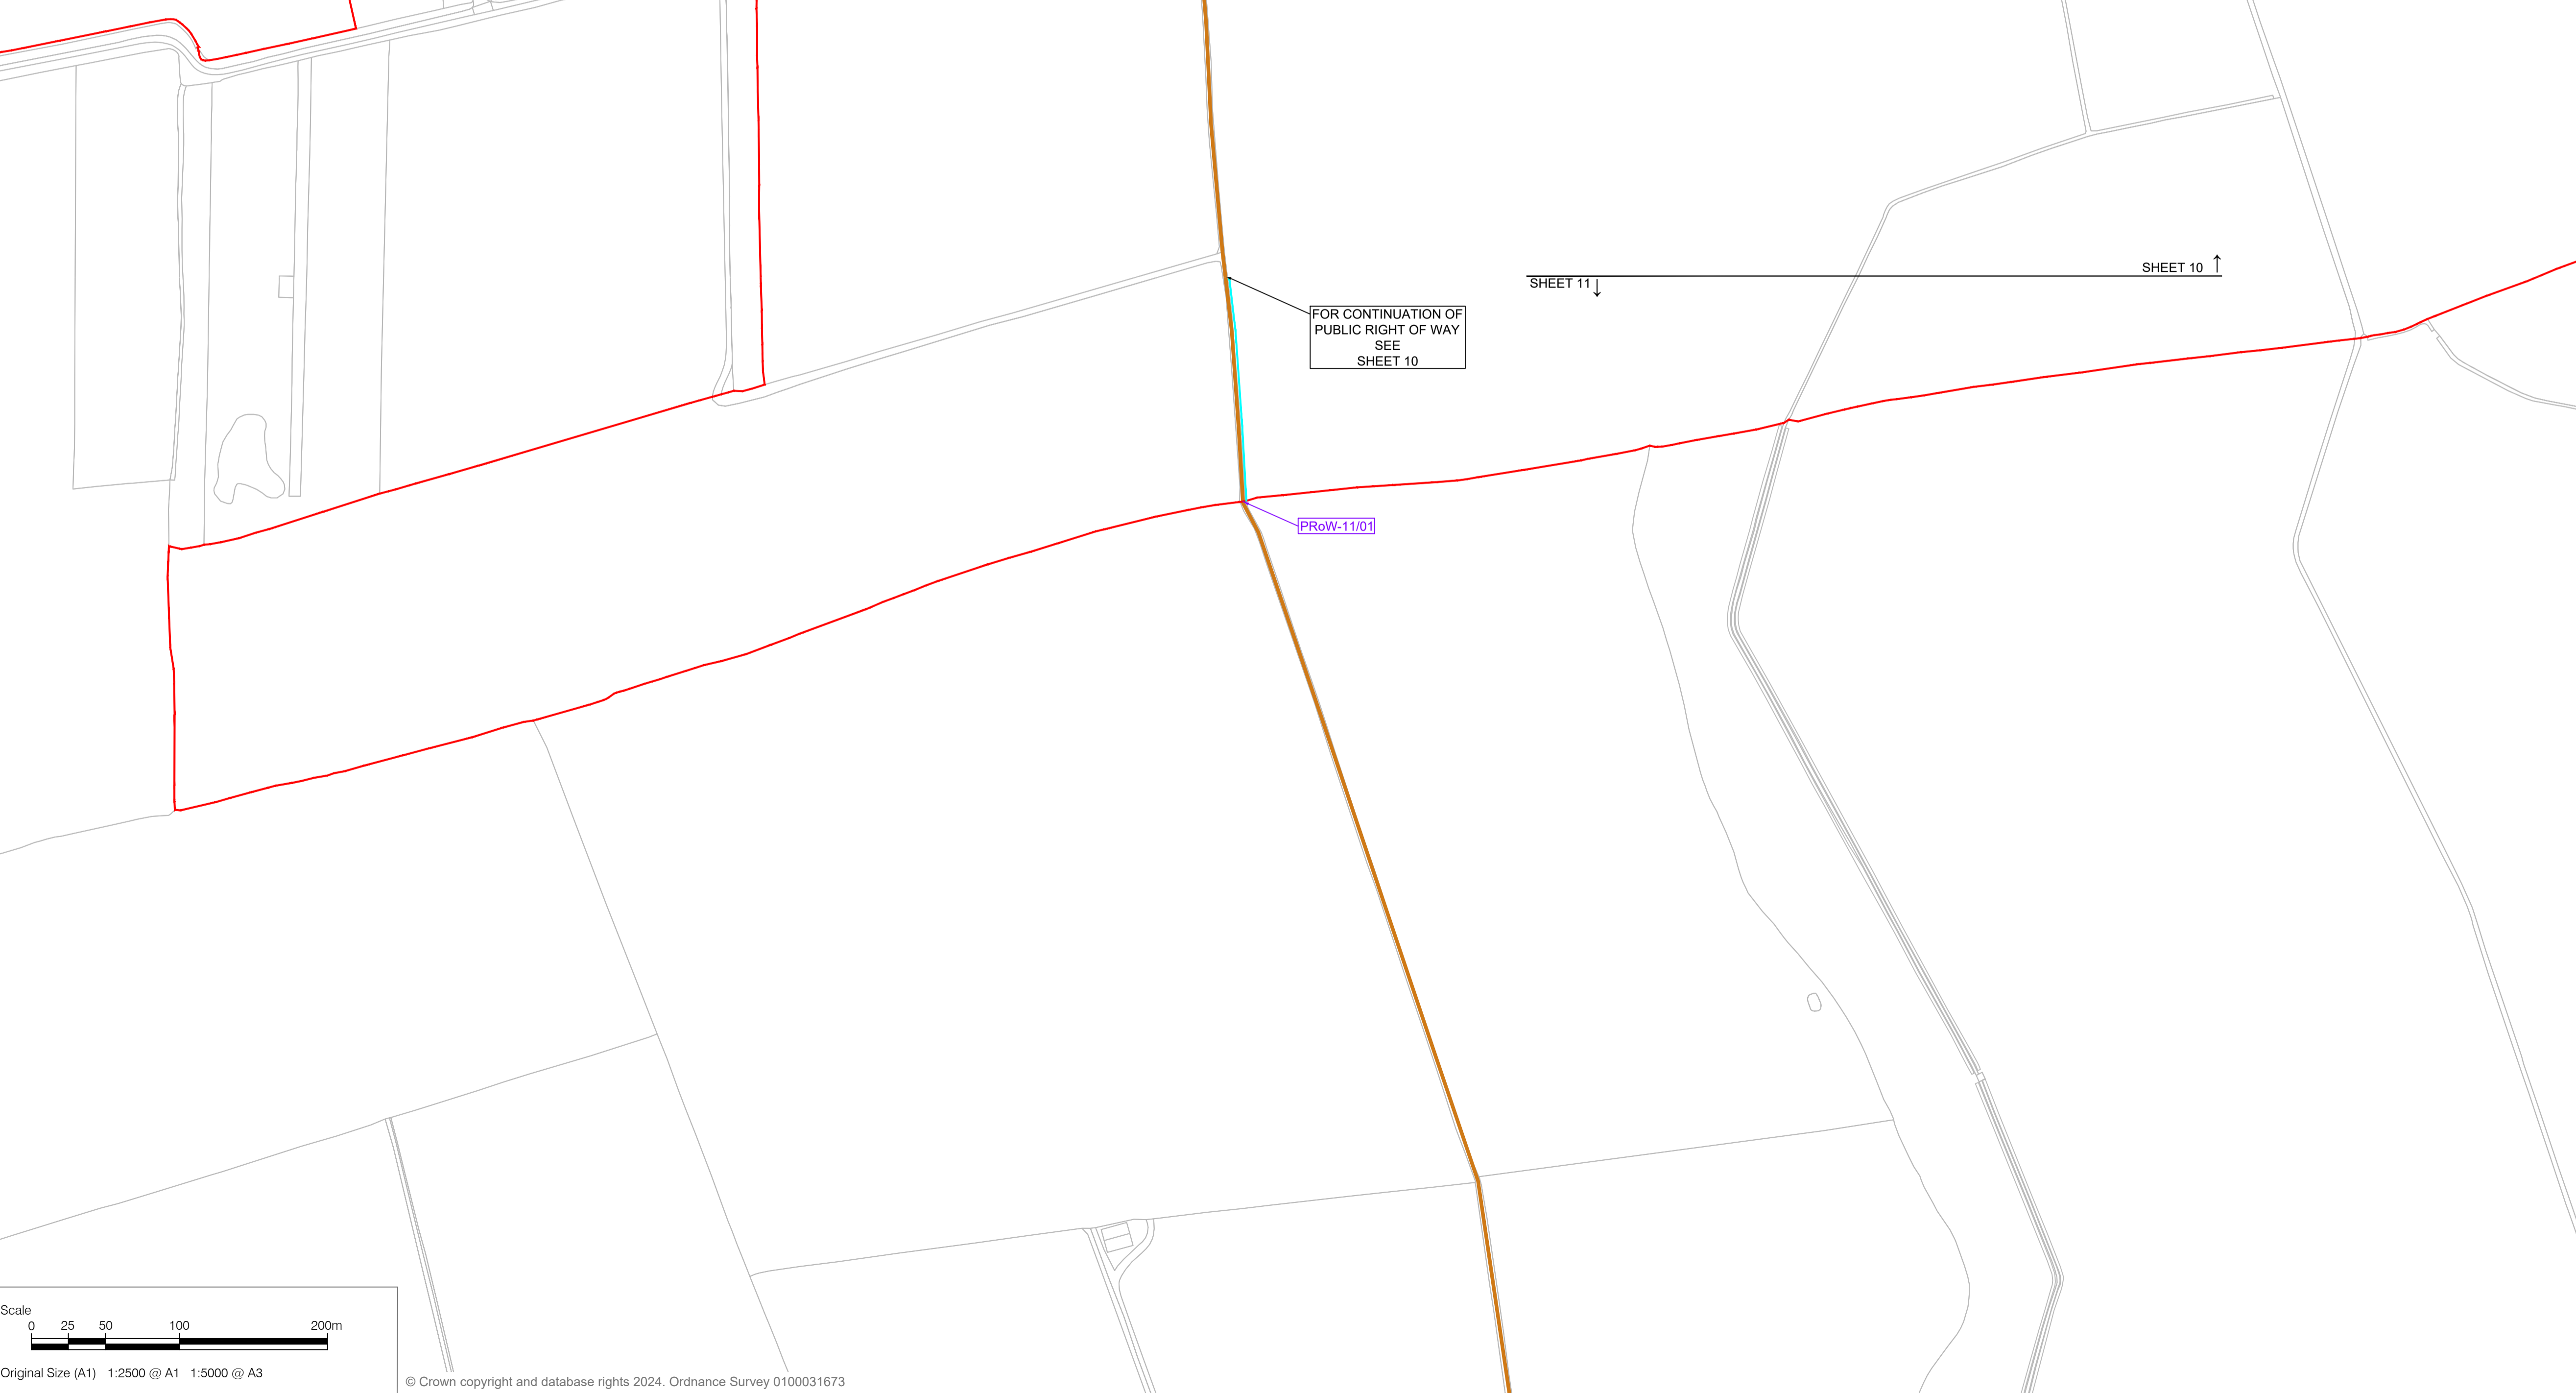 SHEET 10 ↑
SHEET 11 ↓
FOR CONTINUATION OF
PUBLIC RIGHT OF WAY
SEE
SHEET 10
PRoW-11/01
Scale
0 25 50 100 200m
Original Size (A1) 1:2500 @ A1 1:5000 @ A3
© Crown copyright and database rights 2024. Ordnance Survey 0100031673